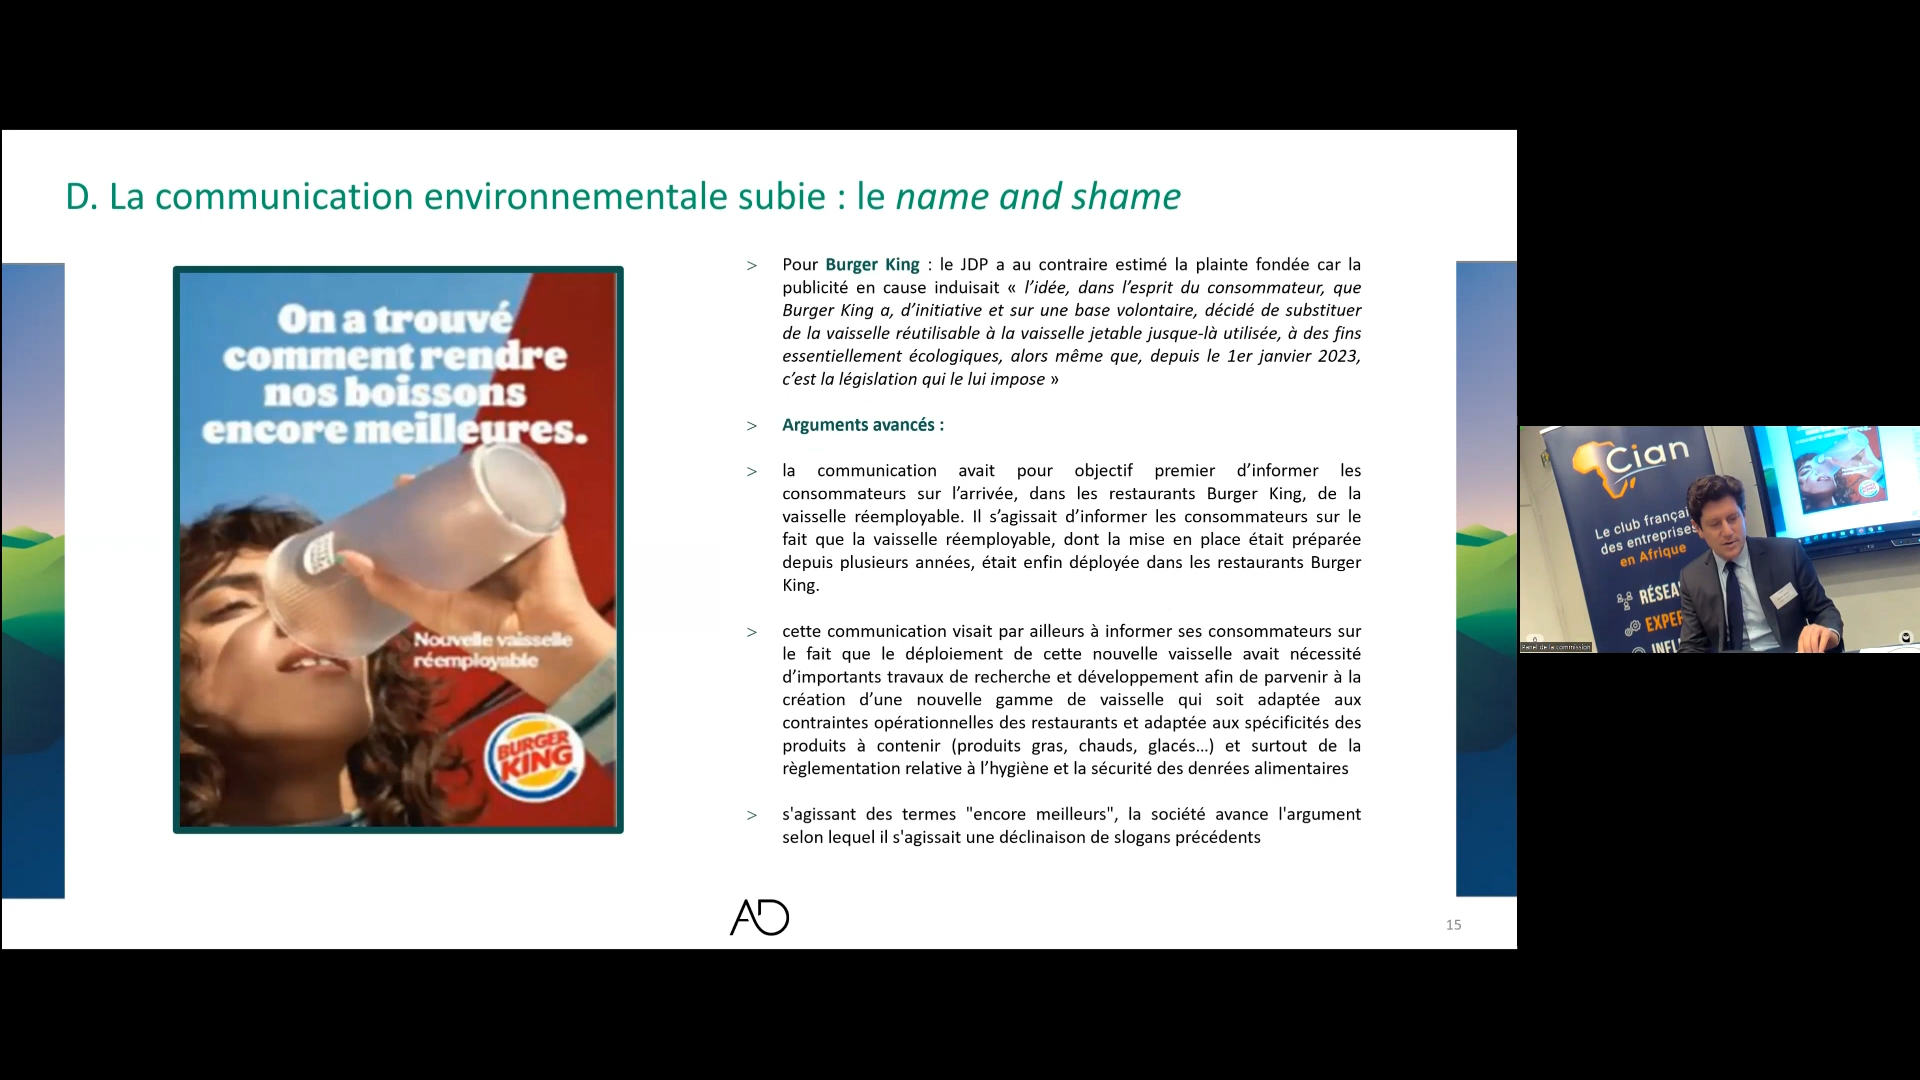 D. La communication environnementale subie : le name and shame
On a trouvé
comment rendre
nos boissons
encore meilleures.
Nouvelle vaisselle
réemployable
BURGER
KING
> Pour Burger King : le JDP a au contraire estimé la plainte fondée car la
publicité en cause induisait « l’idée, dans l’esprit du consommateur, que
Burger King a, d’initiative et sur une base volontaire, décidé de substituer
de la vaisselle réutilisable à la vaisselle jetable jusque-là utilisée, à des fins
essentiellement écologiques, alors même que, depuis le 1er janvier 2023,
c’est la législation qui le lui impose »
> Arguments avancés :
> la communication avait pour objectif premier d’informer les
consommateurs sur l’arrivée, dans les restaurants Burger King, de la
vaisselle réemployable. Il s’agissait d’informer les consommateurs sur le
fait que la vaisselle réemployable, dont la mise en place était préparée
depuis plusieurs années, était enfin déployée dans les restaurants Burger
King.
> cette communication visait par ailleurs à informer ses consommateurs sur
le fait que le déploiement de cette nouvelle vaisselle avait nécessité
d’importants travaux de recherche et développement afin de parvenir à la
création d’une nouvelle gamme de vaisselle qui soit adaptée aux
contraintes opérationnelles des restaurants et adaptée aux spécificités des
produits à contenir (produits gras, chauds, glacés…) et surtout de la
règlementation relative à l’hygiène et la sécurité des denrées alimentaires
> s'agissant des termes "encore meilleurs", la société avance l'argument
selon lequel il s'agissait une déclinaison de slogans précédents
AD
15
Cian
Le club françai
des entreprises
en Afrique
RÉSEA
EXPER
INFL
Panel de la commission